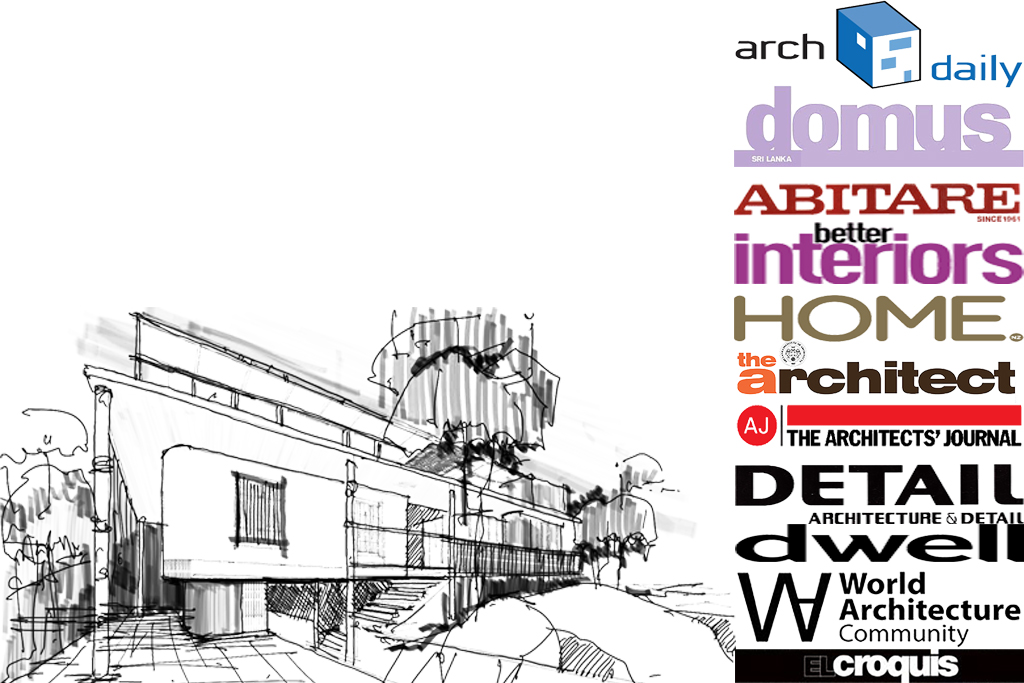 arch daily
domus
SRI LANKA
ABITARE
SINCE 1961
better
interiors
HOME.
NZ
the
architect
AJ THE ARCHITECTS' JOURNAL
DETAIL
ARCHITECTURE & DETAIL
dwell
WA World
Architecture
Community
EL croquis